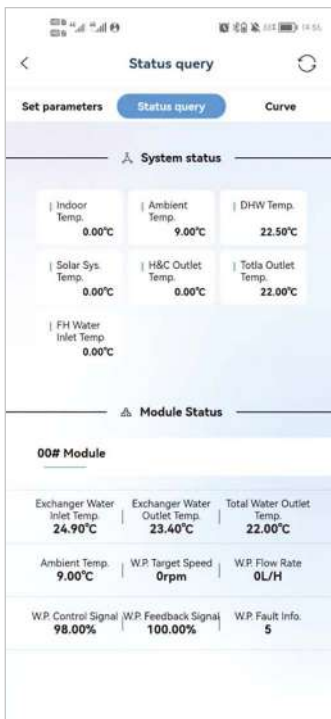 Status query
Set parameters Status query Curve
System status
Indoor Temp. 0.00°C
Ambient Temp. 9.00°C
DHW Temp. 22.50°C
Solar Sys. Temp. 0.00°C
H&C Outlet Temp. 0.00°C
Totla Outlet Temp. 22.00°C
FH Water Inlet Temp 0.00°C
Module Status
00# Module
Exchanger Water Inlet Temp. 24.90°C
Exchanger Water Outlet Temp. 23.40°C
Total Water Outlet Temp. 22.00°C
Ambient Temp. 9.00°C
W.P. Target Speed 0rpm
W.P. Flow Rate 0L/H
W.P. Control Signal 98.00%
W.P. Feedback Signal 100.00%
W.P. Fault Info. 5